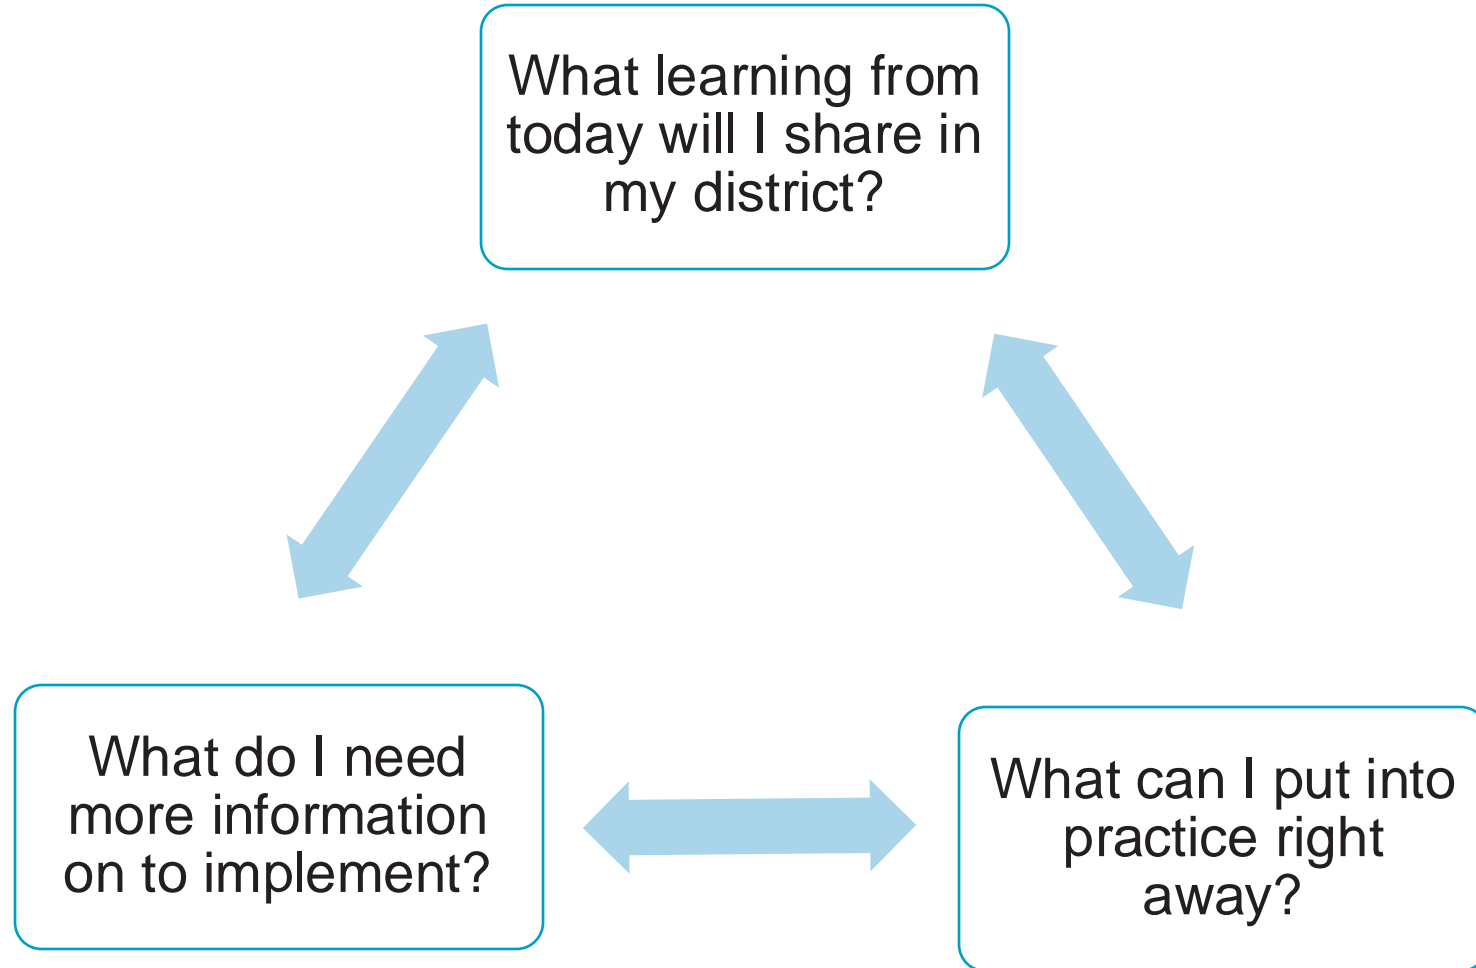 What learning from
today will I share in
my district?
What do I need
more information
on to implement?
What can I put into
practice right
away?